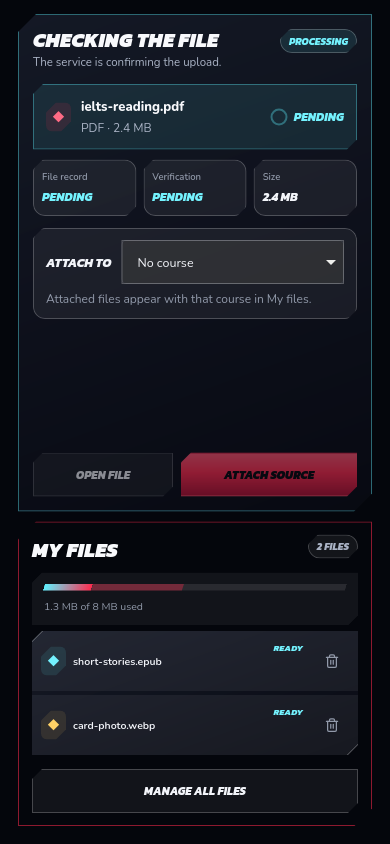 CHECKING THE FILE
PROCESSING
The service is confirming the upload.
ielts-reading.pdf
PDF · 2.4 MB
PENDING
File record
PENDING
Verification
PENDING
Size
2.4 MB
ATTACH TO
No course
Attached files appear with that course in My files.
OPEN FILE
ATTACH SOURCE
MY FILES
2 FILES
1.3 MB of 8 MB used
short-stories.epub
READY
card-photo.webp
READY
MANAGE ALL FILES